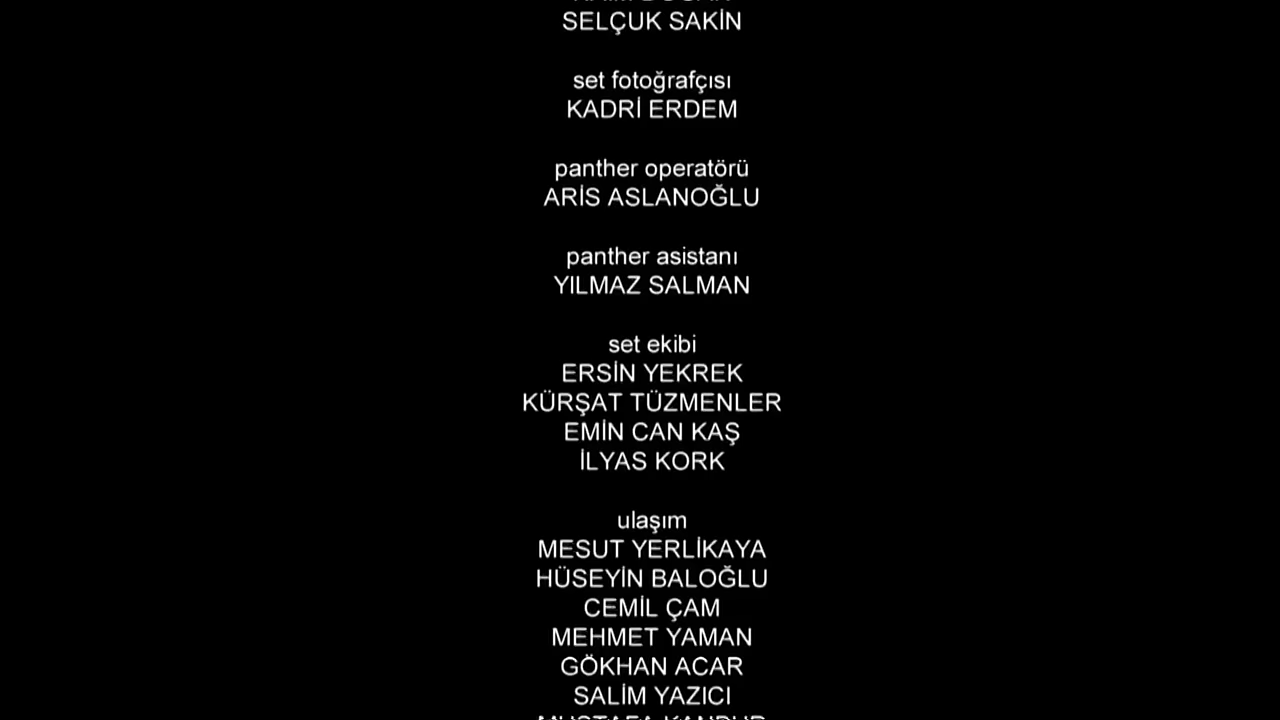 SELÇUK SAKİN
set fotoğrafçısı
KADRİ ERDEM
panther operatörü
ARİS ASLANOĞLU
panther asistanı
YILMAZ SALMAN
set ekibi
ERSİN YEKREK
KÜRŞAT TÜZMENLER
EMİN CAN KAŞ
İLYAS KORK
ulaşım
MESUT YERLİKAYA
HÜSEYİN BALOĞLU
CEMİL ÇAM
MEHMET YAMAN
GÖKHAN ACAR
SALİM YAZICI